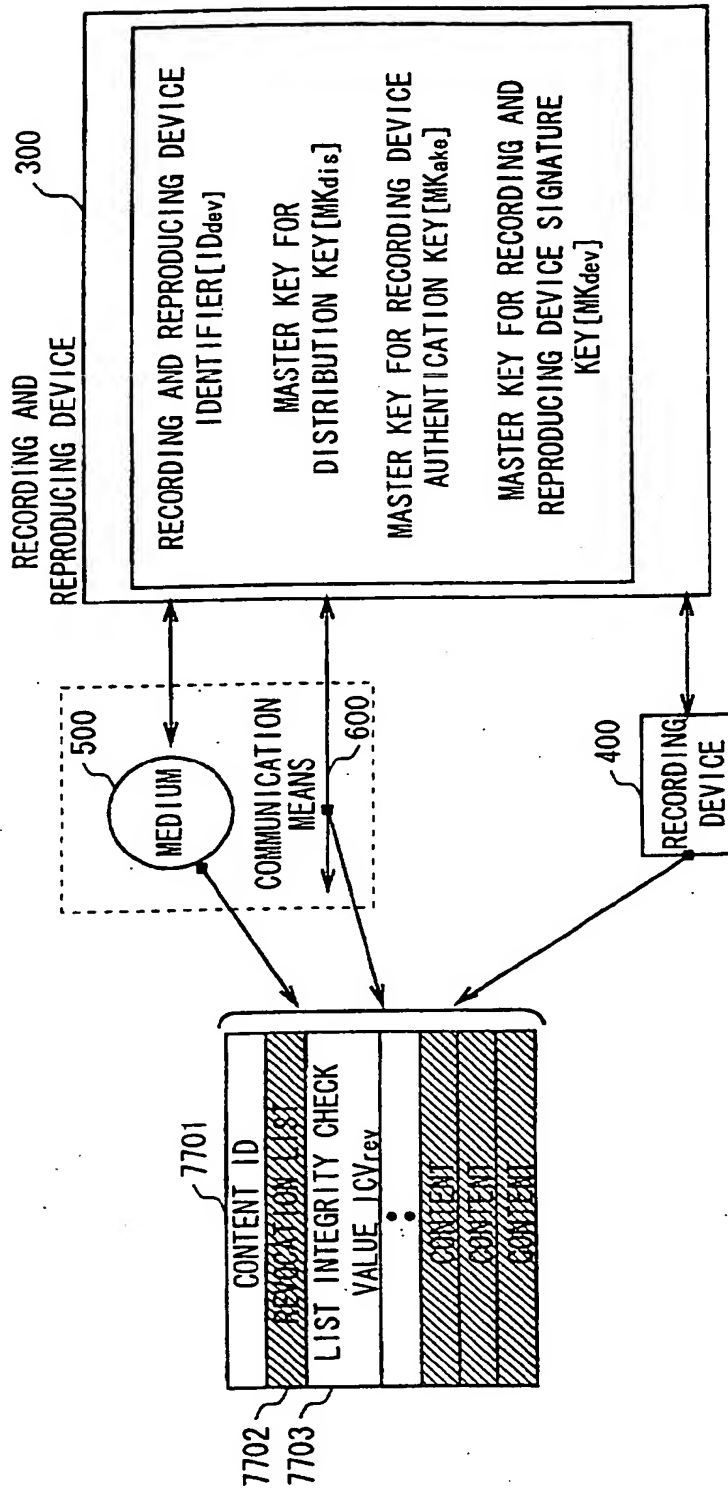 RECORDING AND
REPRODUCING DEVICE
300
RECORDING AND REPRODUCING DEVICE
IDENTIFIER[IDdev]
MASTER KEY FOR
DISTRIBUTION KEY[MKdis]
MASTER KEY FOR RECORDING DEVICE
AUTHENTICATION KEY[MKake]
MASTER KEY FOR RECORDING AND
REPRODUCING DEVICE SIGNATURE
KEY[MKdev]
500
MEDIUM
COMMUNICATION
MEANS
600
400
RECORDING
DEVICE
7701
CONTENT ID
REVOCATION LIST
LIST INTEGRITY CHECK
VALUE ICVrev
CONTENT
CONTENT
CONTENT
7702
7703